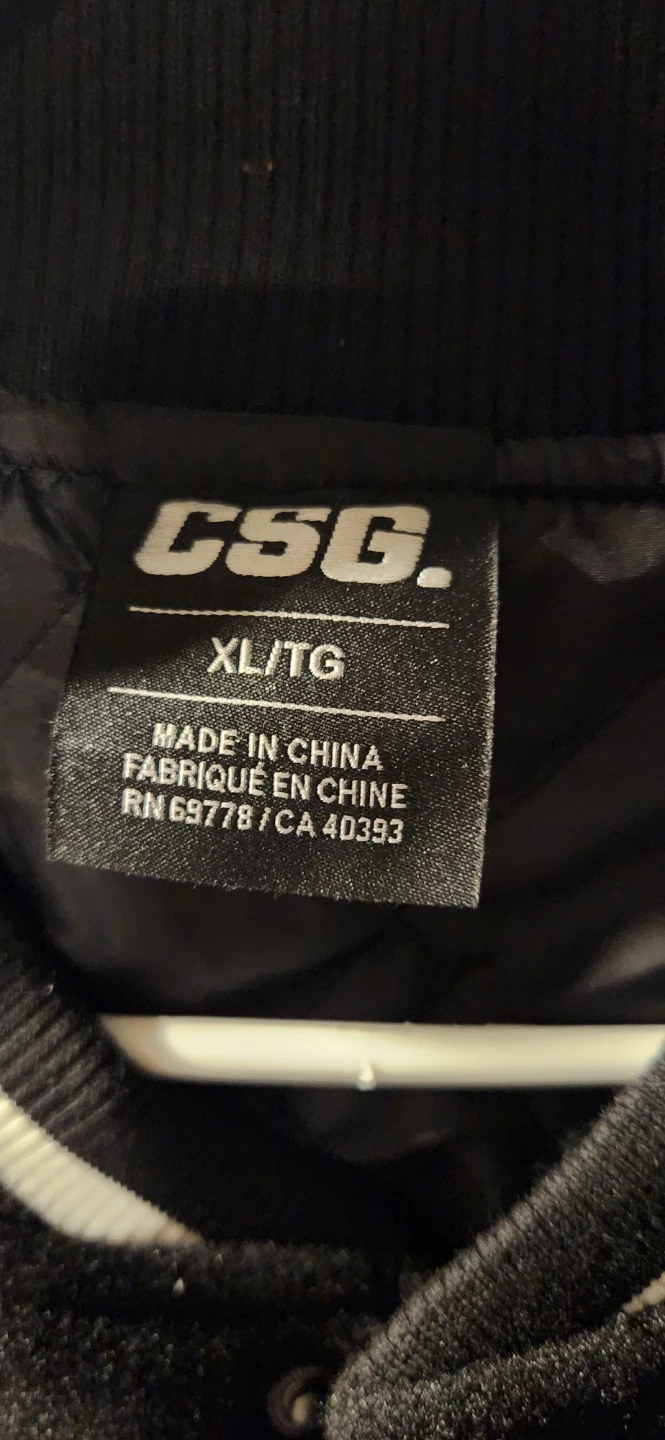 CSG.
XL/TG
MADE IN CHINA
FABRIQUÉ EN CHINE
RN 69778 / CA 40393